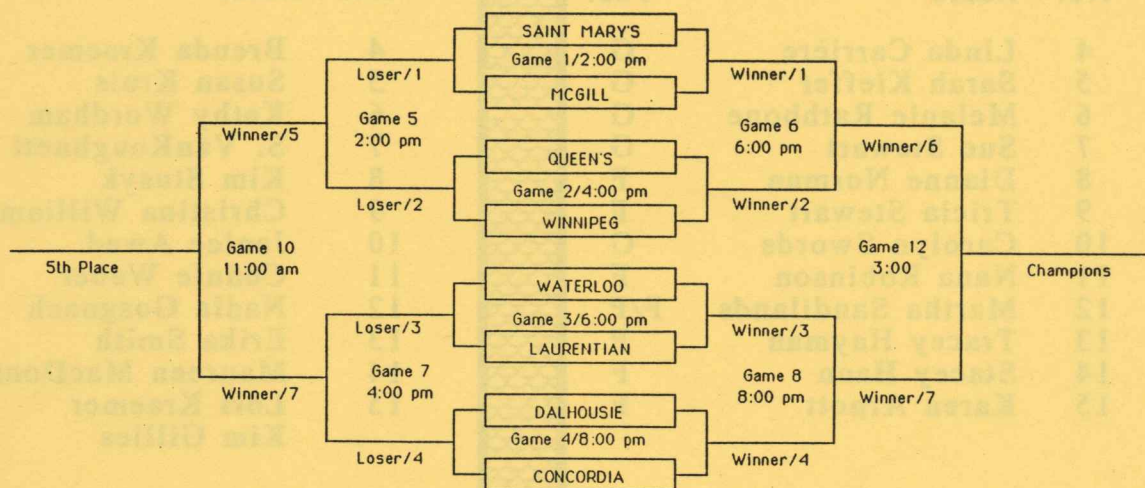 SAINT MARY'S
Game 1/2:00 pm
MCGILL
Loser/1
Winner/1
Game 5
2:00 pm
Game 6
6:00 pm
Winner/5
Winner/6
QUEEN'S
Game 2/4:00 pm
WINNIPEG
Loser/2
Winner/2
Game 10
11:00 am
5th Place
Game 12
3:00
Champions
WATERLOO
Game 3/6:00 pm
LAURENTIAN
Loser/3
Winner/3
Game 7
4:00 pm
Game 8
8:00 pm
Winner/7
Winner/7
DALHOUSIE
Game 4/8:00 pm
CONCORDIA
Loser/4
Winner/4